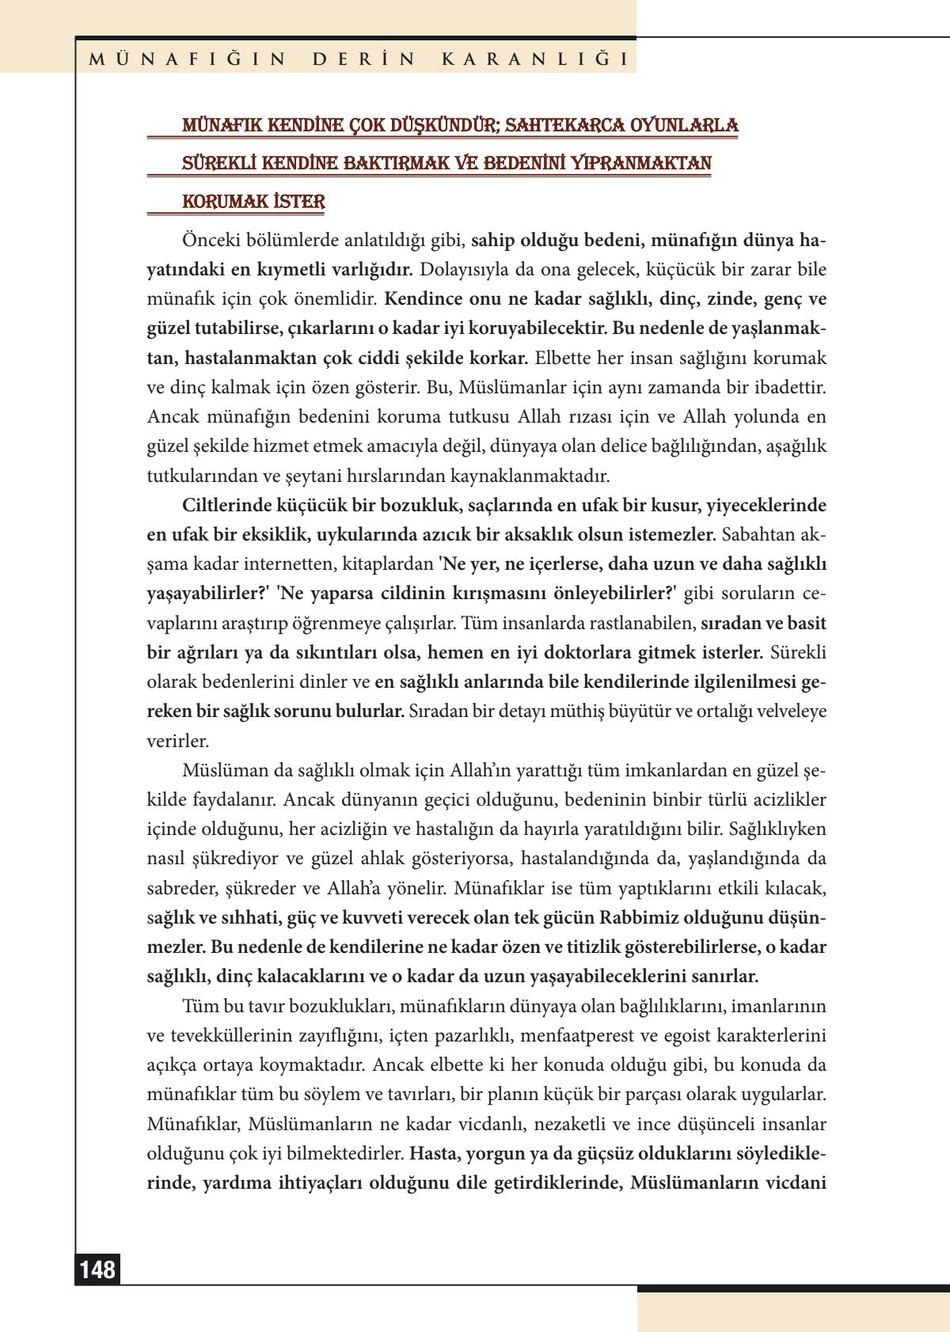 MÜNAFIĞIN DERİN KARANLIĞI
MÜNAFIK KENDİNE ÇOK DÜŞKÜNDÜR; SAHTEKARCA OYUNLARLA
SÜREKLİ KENDİNE BAKTIRMAK VE BEDENİNİ YIPRANMAKTAN
KORUMAK İSTER
Önceki bölümlerde anlatıldığı gibi, sahip olduğu bedeni, münafığın dünya ha-
yatındaki en kıymetli varlığıdır. Dolayısıyla da ona gelecek, küçücük bir zarar bile
münafık için çok önemlidir. Kendince onu ne kadar sağlıklı, dinç, zinde, genç ve
güzel tutabilirse, çıkarlarını o kadar iyi koruyabilecektir. Bu nedenle de yaşlanmak-
tan, hastalanmaktan çok ciddi şekilde korkar. Elbette her insan sağlığını korumak
ve dinç kalmak için özen gösterir. Bu, Müslümanlar için aynı zamanda bir ibadettir.
Ancak münafığın bedenini koruma tutkusu Allah rızası için ve Allah yolunda en
güzel şekilde hizmet etmek amacıyla değil, dünyaya olan delice bağlılığından, aşağılık
tutkularından ve şeytani hırslarından kaynaklanmaktadır.
Ciltlerinde küçücük bir bozukluk, saçlarında en ufak bir kusur, yiyeceklerinde
en ufak bir eksiklik, uykularında azıcık bir aksaklık olsun istemezler. Sabahtan ak-
şama kadar internetten, kitaplardan 'Ne yer, ne içerlerse, daha uzun ve daha sağlıklı
yaşayabilirler?' 'Ne yaparsa cildinin kırışmasını önleyebilirler?' gibi soruların ce-
vaplarını araştırıp öğrenmeye çalışırlar. Tüm insanlarda rastlanabilen, sıradan ve basit
bir ağrıları ya da sıkıntıları olsa, hemen en iyi doktorlara gitmek isterler. Sürekli
olarak bedenlerini dinler ve en sağlıklı anlarında bile kendilerinde ilgilenilmesi ge-
reken bir sağlık sorunu bulurlar. Sıradan bir detayı müthiş büyütür ve ortalığı velveleye
verirler.
Müslüman da sağlıklı olmak için Allah’ın yarattığı tüm imkanlardan en güzel şe-
kilde faydalanır. Ancak dünyanın geçici olduğunu, bedeninin binbir türlü acizlikler
içinde olduğunu, her acizliğin ve hastalığın da hayırla yaratıldığını bilir. Sağlıklıyken
nasıl şükrediyor ve güzel ahlak gösteriyorsa, hastalandığında da, yaşlandığında da
sabreder, şükreder ve Allah’a yönelir. Münafıklar ise tüm yaptıklarını etkili kılacak,
sağlık ve sıhhati, güç ve kuvveti verecek olan tek gücün Rabbimiz olduğunu düşün-
mezler. Bu nedenle de kendilerine ne kadar özen ve titizlik gösterebilirlerse, o kadar
sağlıklı, dinç kalacaklarını ve o kadar da uzun yaşayabileceklerini sanırlar.
Tüm bu tavır bozuklukları, münafıkların dünyaya olan bağlılıklarını, imanlarının
ve tevekküllerinin zayıflığını, içten pazarlıklı, menfaatperest ve egoist karakterlerini
açıkça ortaya koymaktadır. Ancak elbette ki her konuda olduğu gibi, bu konuda da
münafıklar tüm bu söylem ve tavırları, bir planın küçük bir parçası olarak uygularlar.
Münafıklar, Müslümanların ne kadar vicdanlı, nezaketli ve ince düşünceli insanlar
olduğunu çok iyi bilmektedirler. Hasta, yorgun ya da güçsüz olduklarını söyledikle-
rinde, yardıma ihtiyaçları olduğunu dile getirdiklerinde, Müslümanların vicdani
148